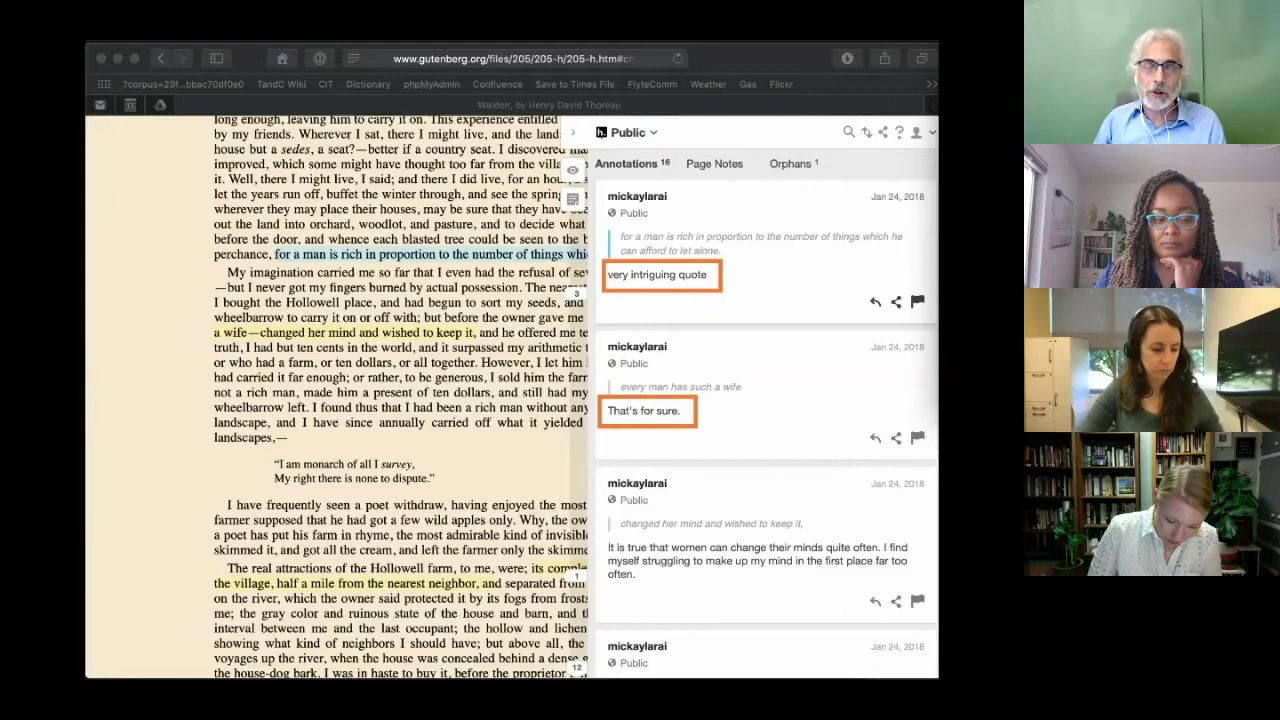 www.gutenberg.org/files/205/205-h/205-h.htm#ch
?corpus=29f...bbac70df0e0 TandC Wiki CIT Dictionary phpMyAdmin Confluence Save to Times File FlyteComm Weather Gas Flickr
Walden, by Henry David Thoreau
long enough, leaving him to carry it on. This experience entitled
by my friends. Wherever I sat, there I might live, and the lands
house but a sedes, a seat?—better if a country seat. I discovered
improved, which some might have thought too far from the
it. Well, there I might live, I said; and there I did live, for an hour,
let the years run off, buffet the winter through, and see the spring
wherever they may place their houses, may be sure that they have
out the land into orchard, woodlot, and pasture, and to decide what
before the door, and whence each blasted tree could be seen to the b
perchance, for a man is rich in proportion to the number of things whi
My imagination carried me so far that I even had the refusal of sev
—but I never got my fingers burned by actual possession. The
I bought the Hollowell place, and had begun to sort my seeds, and
wheelbarrow to carry it on or off with; but before the owner gave me
a wife—changed her mind and wished to keep it, and he offered me te
truth, I had but ten cents in the world, and it surpassed my arithmetic t
or who had a farm, or ten dollars, or all together. However, I let him
had carried it far enough; or rather, to be generous, I sold him the farm
not a rich man, made him a present of ten dollars, and still had my
wheelbarrow left. I found thus that I had been a rich man without any
landscape, and I have since annually carried off what it yielded
landscapes,—
“I am monarch of all I survey,
My right there is none to dispute.”
I have frequently seen a poet withdraw, having enjoyed the most
farmer supposed that he had got a few wild apples only. Why, the ow
a poet has put his farm in rhyme, the most admirable kind of invisible
skimmed it, and got all the cream, and left the farmer only the skimme
The real attractions of the Hollowell farm, to me, were; its comple
the village, half a mile from the nearest neighbor, and separated from
on the river, which the owner said protected it by its fogs from frosts
me; the gray color and ruinous state of the house and barn, and the
interval between me and the last occupant; the hollow and lichen
showing what kind of neighbors I should have; but above all, the
voyages up the river, when the house was concealed behind a dense g
the house-dog bark. I was in haste to buy it, before the proprietor
3
1
12
h. Public
Annotations 16 Page Notes Orphans 1
mickaylarai Jan 24, 2018
Public
for a man is rich in proportion to the number of things which he
can afford to let alone.
very intriguing quote
mickaylarai Jan 24, 2018
Public
every man has such a wife
That's for sure.
mickaylarai Jan 24, 2018
Public
changed her mind and wished to keep it,
It is true that women can change their minds quite often. I find
myself struggling to make up my mind in the first place far too
often.
mickaylarai Jan 24, 2018
Public